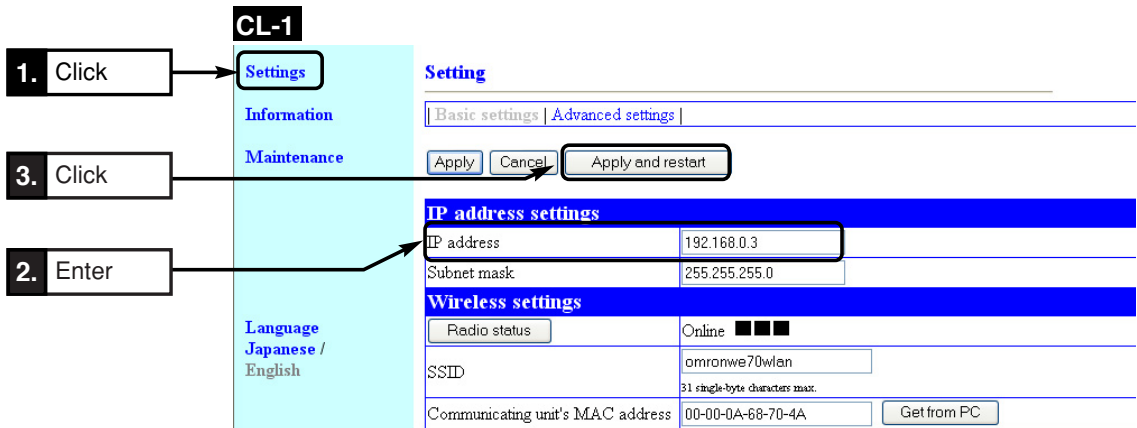 CL-1
1. Click
Settings
Setting
Information
| Basic settings | Advanced settings |
Maintenance
Apply Cancel Apply and restart
3. Click
IP address settings
IP address 192.168.0.3
2. Enter
Subnet mask 255.255.255.0
Wireless settings
Language
Radio status Online
Japanese /
English
SSID omronwe70wlan
31 single-byte characters max.
Communicating unit's MAC address 00-00-0A-68-70-4A Get from PC